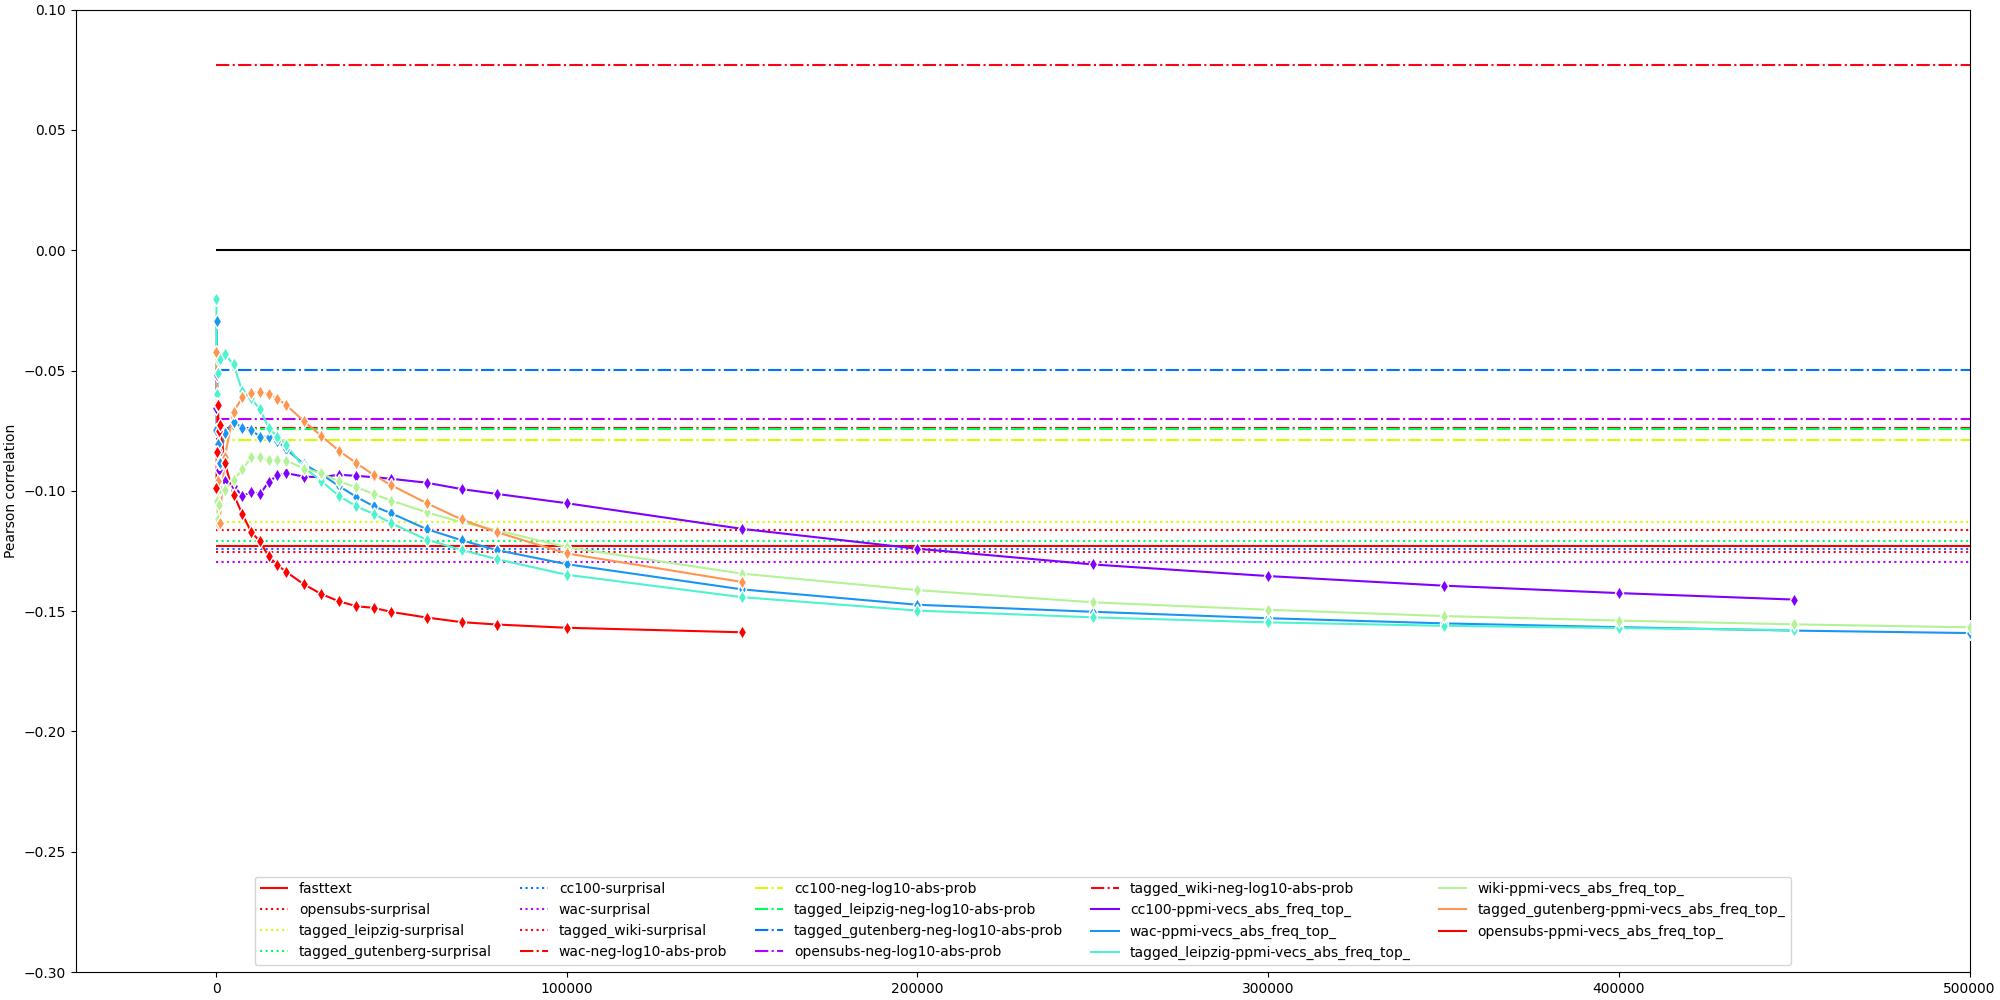 0.10
0.05
0.00
−0.05
−0.10
−0.15
−0.20
−0.25
−0.30
Pearson correlation
fasttext
opensubs-surprisal
tagged_leipzig-surprisal
tagged_gutenberg-surprisal
cc100-surprisal
wac-surprisal
tagged_wiki-surprisal
wac-neg-log10-abs-prob
cc100-neg-log10-abs-prob
tagged_leipzig-neg-log10-abs-prob
tagged_gutenberg-neg-log10-abs-prob
opensubs-neg-log10-abs-prob
tagged_wiki-neg-log10-abs-prob
cc100-ppmi-vecs_abs_freq_top_
wac-ppmi-vecs_abs_freq_top_
tagged_leipzig-ppmi-vecs_abs_freq_top_
wiki-ppmi-vecs_abs_freq_top_
tagged_gutenberg-ppmi-vecs_abs_freq_top_
opensubs-ppmi-vecs_abs_freq_top_
0
100000
200000
300000
400000
500000